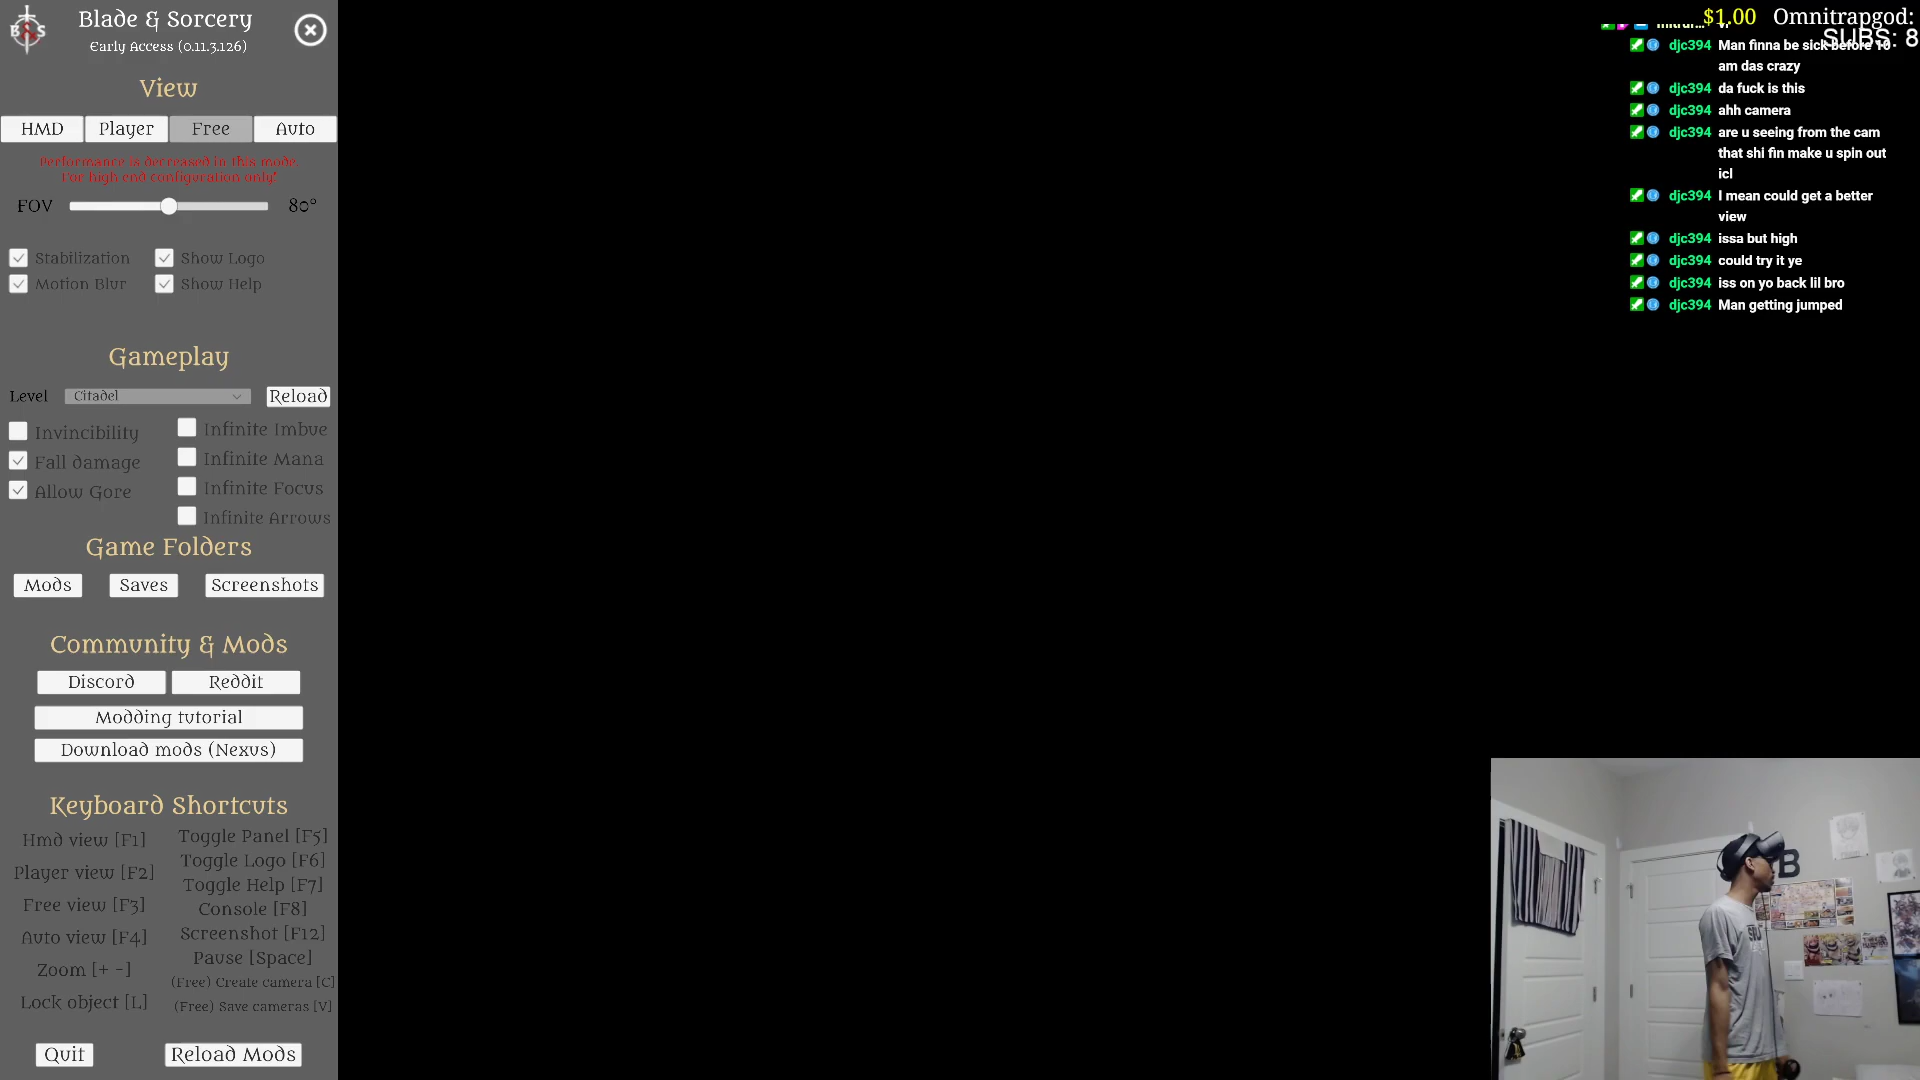 Blade & Sorcery
Early Access (0.11.3.126)
View
HMD Player Free Auto
Performance is decreased in this mode.
For high end configuration only*
FOV 80°
Stabilization Show Logo
Motion Blur Show Help
Gameplay
Level Citadel Reload
Invincibility Infinite Imbue
Fall damage Infinite Mana
Allow Gore Infinite Focus
Infinite Arrows
Game Folders
Mods Saves Screenshots
Community & Mods
Discord Reddit
Modding tutorial
Download mods (Nexus)
Keyboard Shortcuts
Hmd view [F1]
Player view [F2]
Free view [F3]
Auto view [F4]
Zoom [+ -]
Lock object [L]
Toggle Panel [F5]
Toggle Logo [F6]
Toggle Help [F7]
Console [F8]
Screenshot [F12]
Pause [Space]
(Free) Create camera [C]
(Free) Save cameras [V]
Quit Reload Mods
$1.00 Omnitrapgod:
SUBS: 8
djc394 Man finna be sick before 10
am das crazy
djc394 da fuck is this
djc394 ahh camera
djc394 are u seeing from the cam
that shi fin make u spin out
icl
djc394 I mean could get a better
view
djc394 issa but high
djc394 could try it ye
djc394 iss on yo back lil bro
djc394 Man getting jumped
B